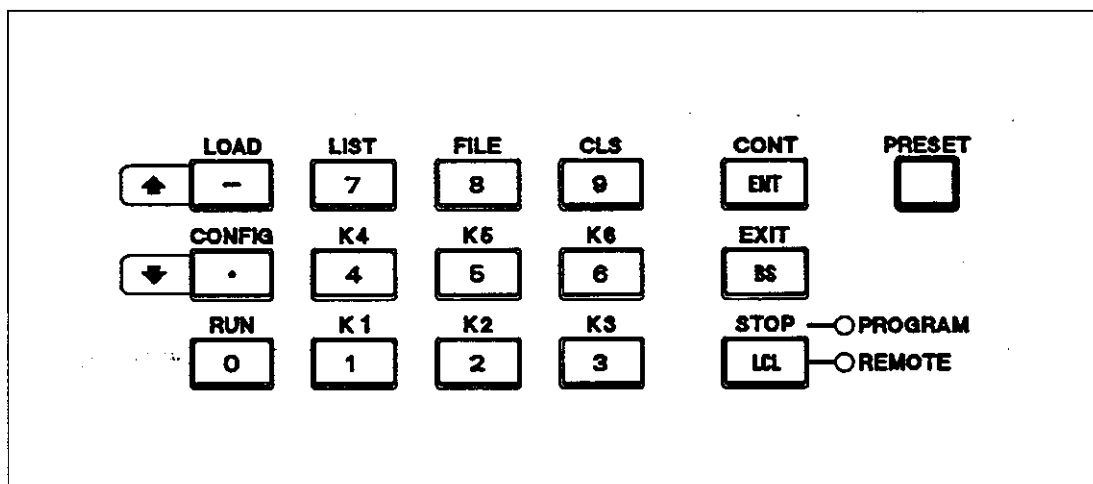 LOAD LIST FILE CLS CONT PRESET
- 7 8 9 ENT
CONFIG K4 K5 K6 EXIT
. 4 5 6 BS
RUN K1 K2 K3 STOP PROGRAM
0 1 2 3 LCL REMOTE